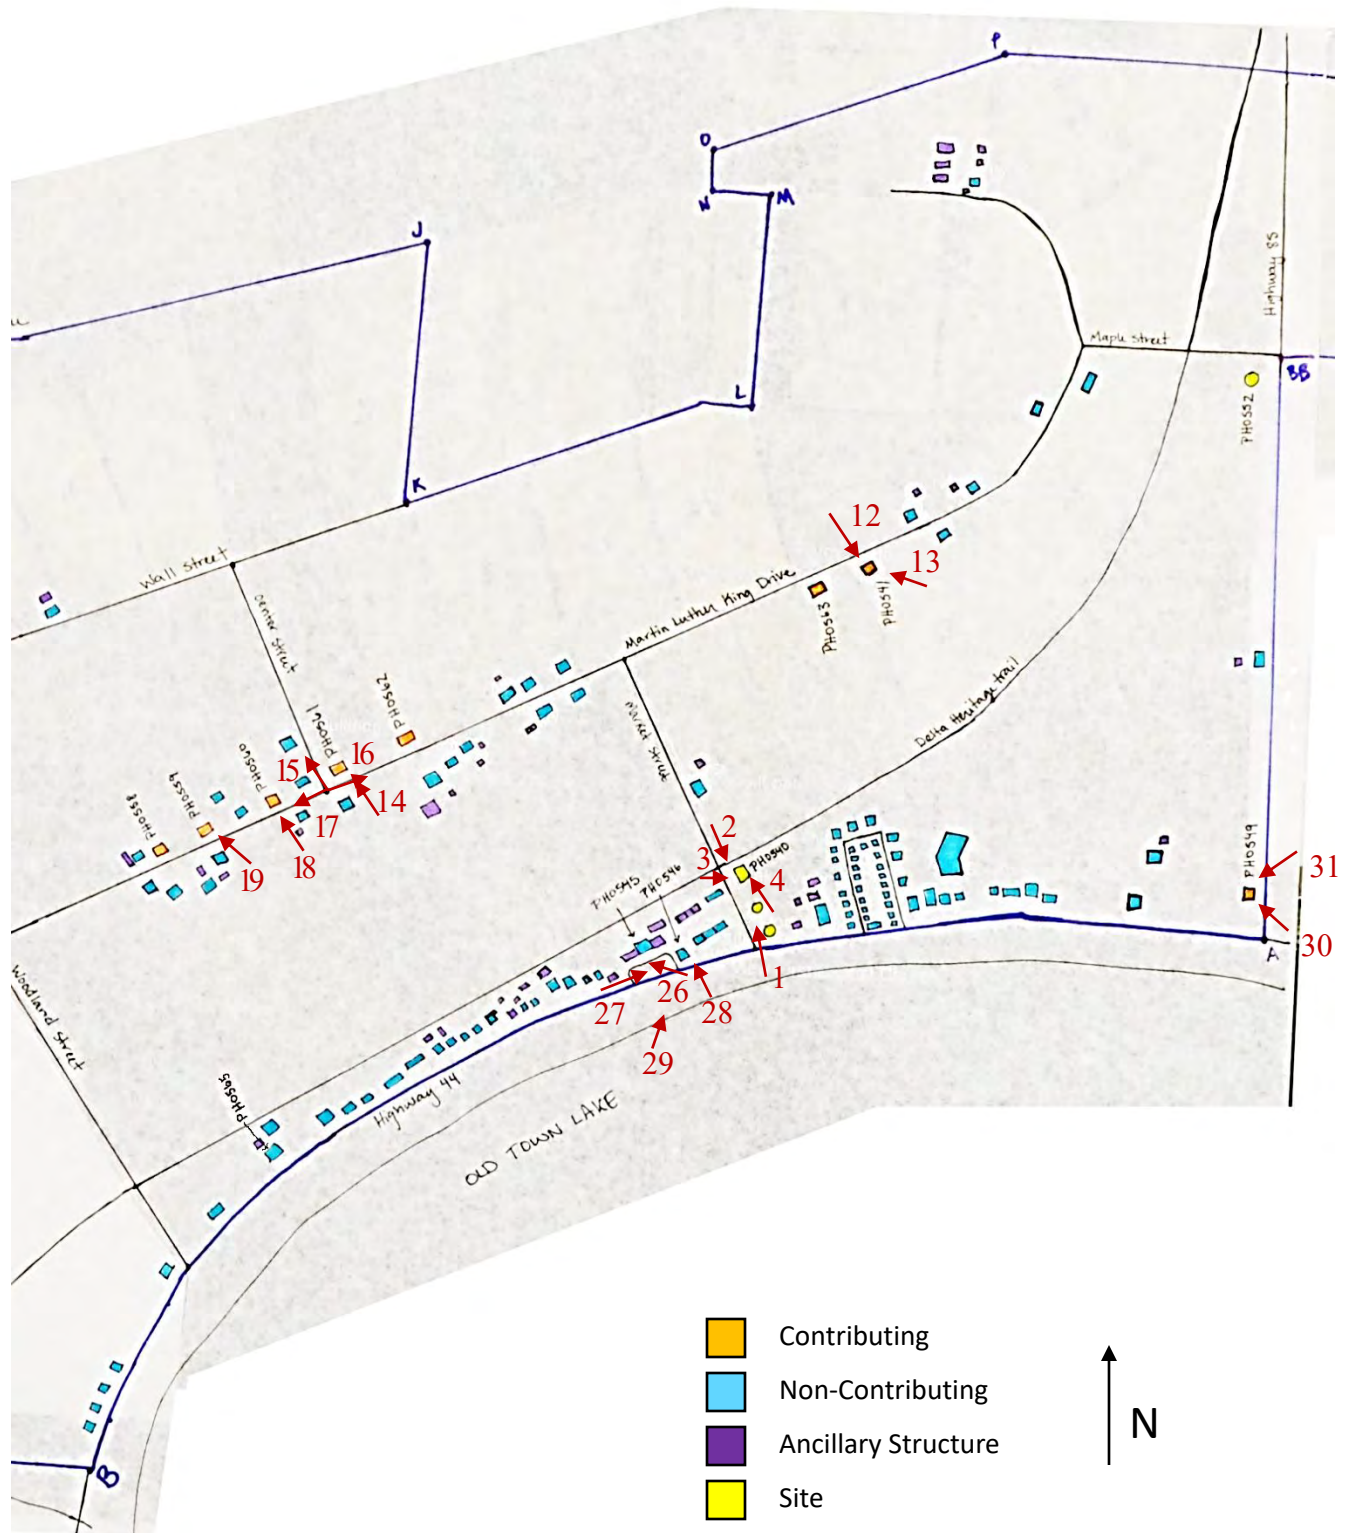 P
O
N
M
J
Highway 85
Maple Street
BB
PH0552
L
K
12
Wall Street
13
Center Street
Martin Luther King Drive
PH0541
PH0563
Delta Heritage trail
PH0562
Market Street
PH0561
16
15
PH0560
14
PH0559
17
PH0558
18
19
2
3
PH0540
4
PH0549
31
PH0545
PH0546
30
A
1
26
27
28
29
Woodland Street
PH0565
Highway 44
OLD TOWN LAKE
B
Contributing
Non-Contributing
N
Ancillary Structure
Site